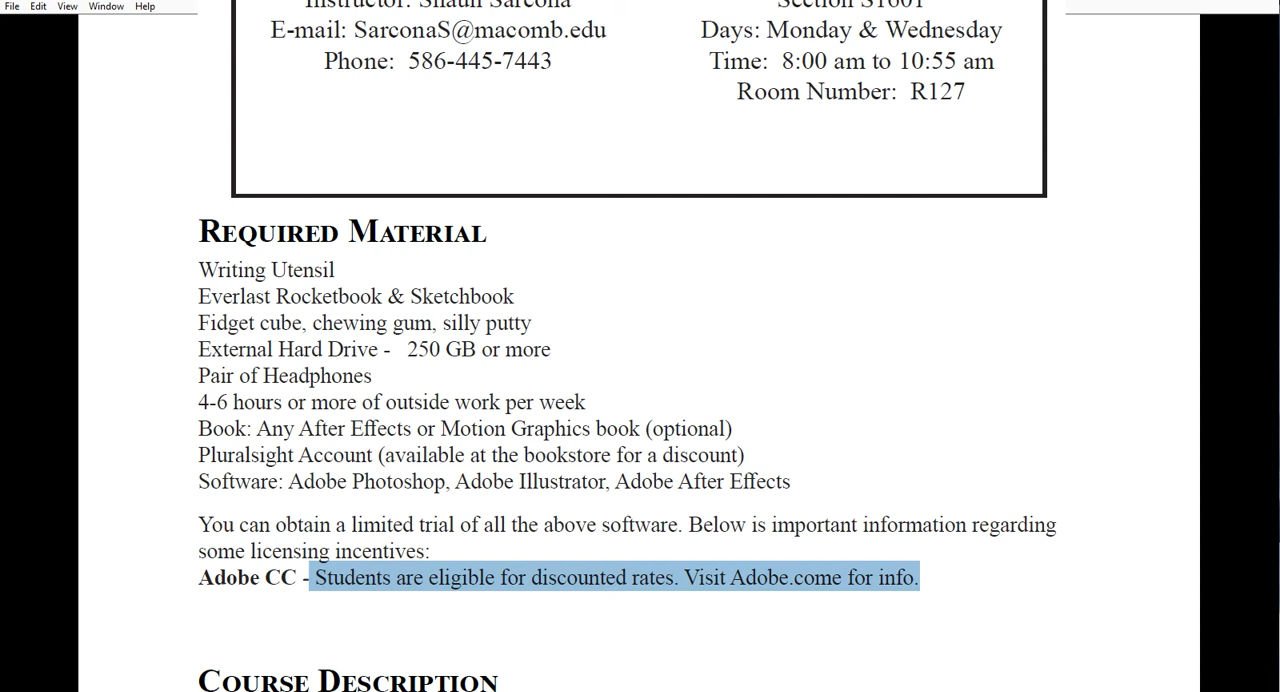 File Edit View Window Help
Instructor: Shaun Sarcona
Section S1601
E-mail: SarconaS@macomb.edu
Days: Monday & Wednesday
Phone: 586-445-7443
Time: 8:00 am to 10:55 am
Room Number: R127
REQUIRED MATERIAL
Writing Utensil
Everlast Rocketbook & Sketchbook
Fidget cube, chewing gum, silly putty
External Hard Drive - 250 GB or more
Pair of Headphones
4-6 hours or more of outside work per week
Book: Any After Effects or Motion Graphics book (optional)
Pluralsight Account (available at the bookstore for a discount)
Software: Adobe Photoshop, Adobe Illustrator, Adobe After Effects
You can obtain a limited trial of all the above software. Below is important information regarding
some licensing incentives:
Adobe CC - Students are eligible for discounted rates. Visit Adobe.come for info.
COURSE DESCRIPTION